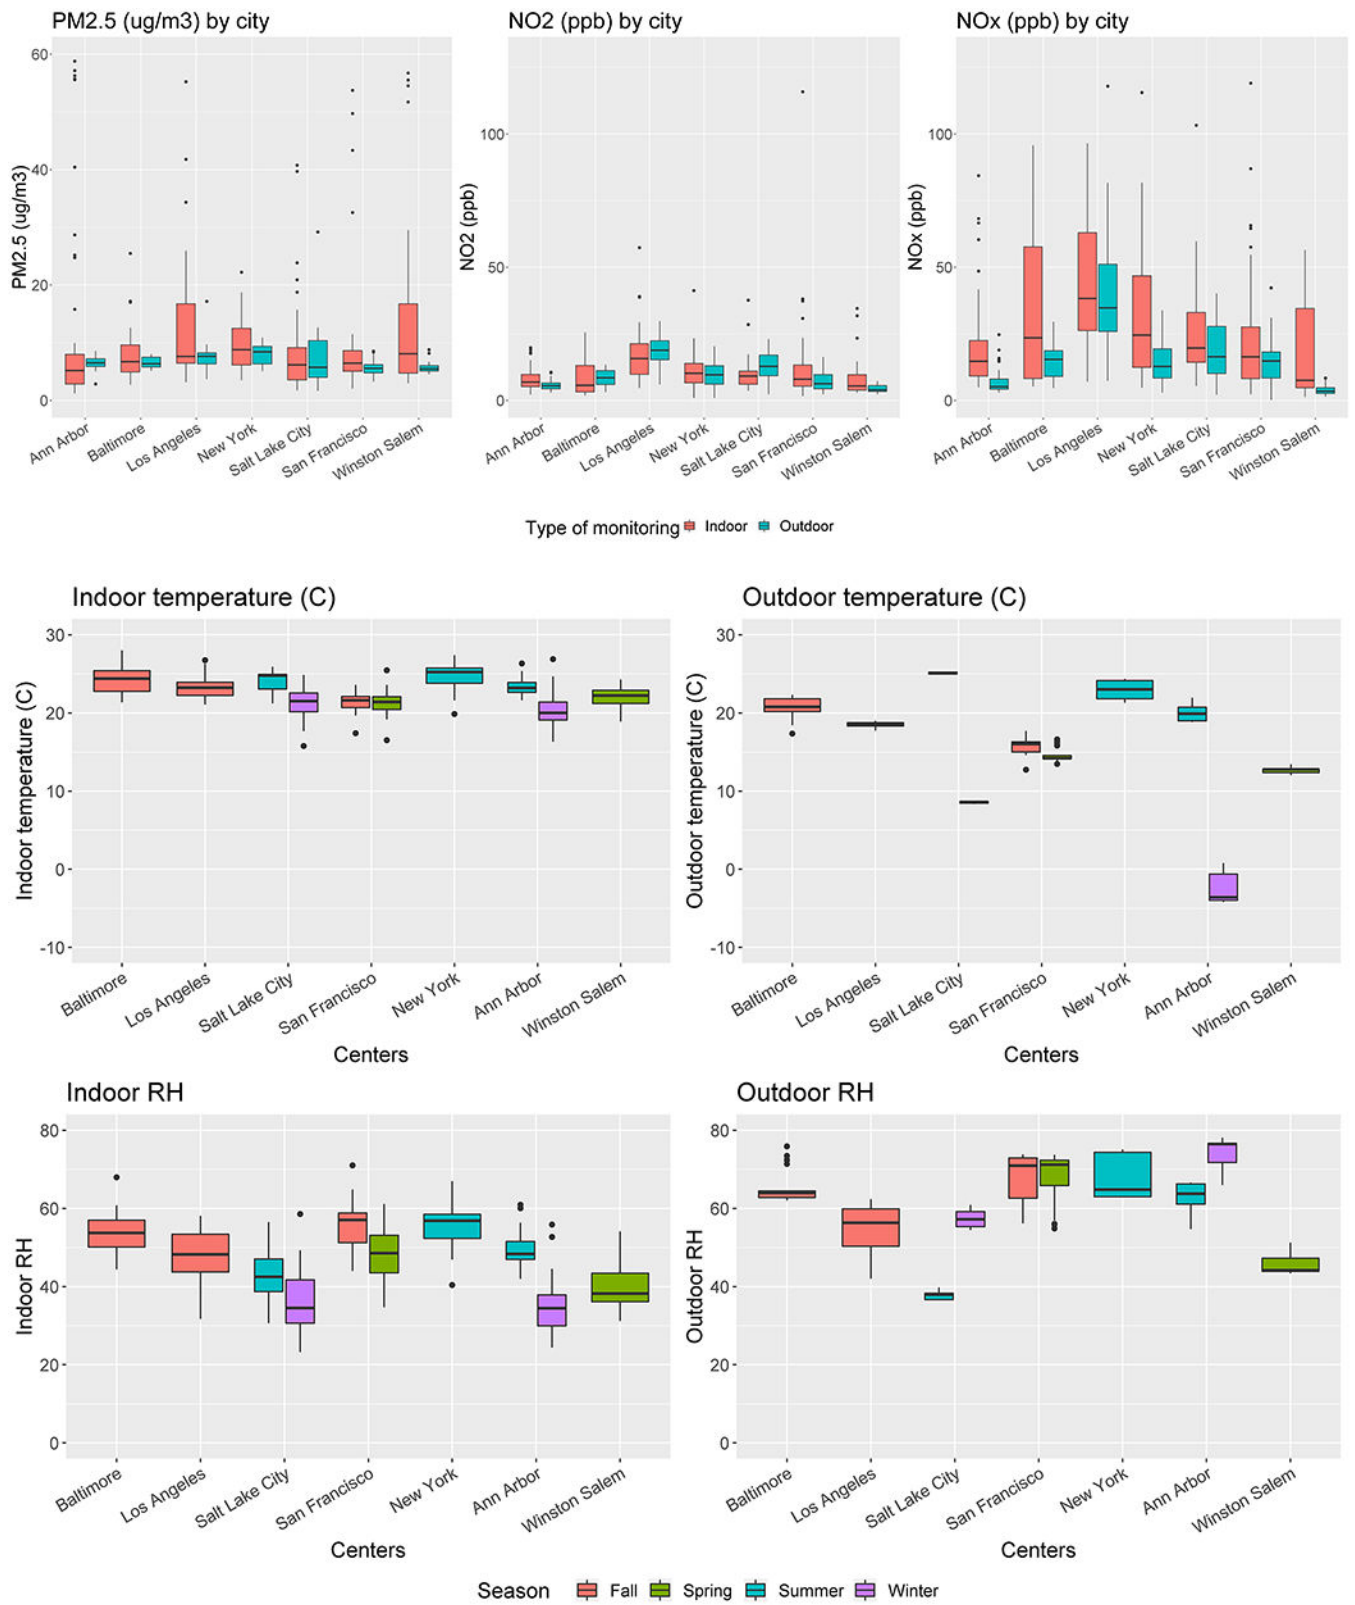 PM2.5 (ug/m3) by city
NO2 (ppb) by city
NOx (ppb) by city
PM2.5 (ug/m3)
60
40
20
0
Ann Arbor
Baltimore
Los Angeles
New York
Salt Lake City
San Francisco
Winston Salem
NO2 (ppb)
100
50
0
Ann Arbor
Baltimore
Los Angeles
New York
Salt Lake City
San Francisco
Winston Salem
NOx (ppb)
100
50
0
Ann Arbor
Baltimore
Los Angeles
New York
Salt Lake City
San Francisco
Winston Salem
Type of monitoring Indoor Outdoor
Indoor temperature (C)
Indoor temperature (C)
30
20
10
0
-10
Baltimore
Los Angeles
Salt Lake City
San Francisco
New York
Ann Arbor
Winston Salem
Centers
Outdoor temperature (C)
Outdoor temperature (C)
30
20
10
0
-10
Baltimore
Los Angeles
Salt Lake City
San Francisco
New York
Ann Arbor
Winston Salem
Centers
Indoor RH
Indoor RH
80
60
40
20
0
Baltimore
Los Angeles
Salt Lake City
San Francisco
New York
Ann Arbor
Winston Salem
Centers
Outdoor RH
Outdoor RH
80
60
40
20
0
Baltimore
Los Angeles
Salt Lake City
San Francisco
New York
Ann Arbor
Winston Salem
Centers
Season Fall Spring Summer Winter